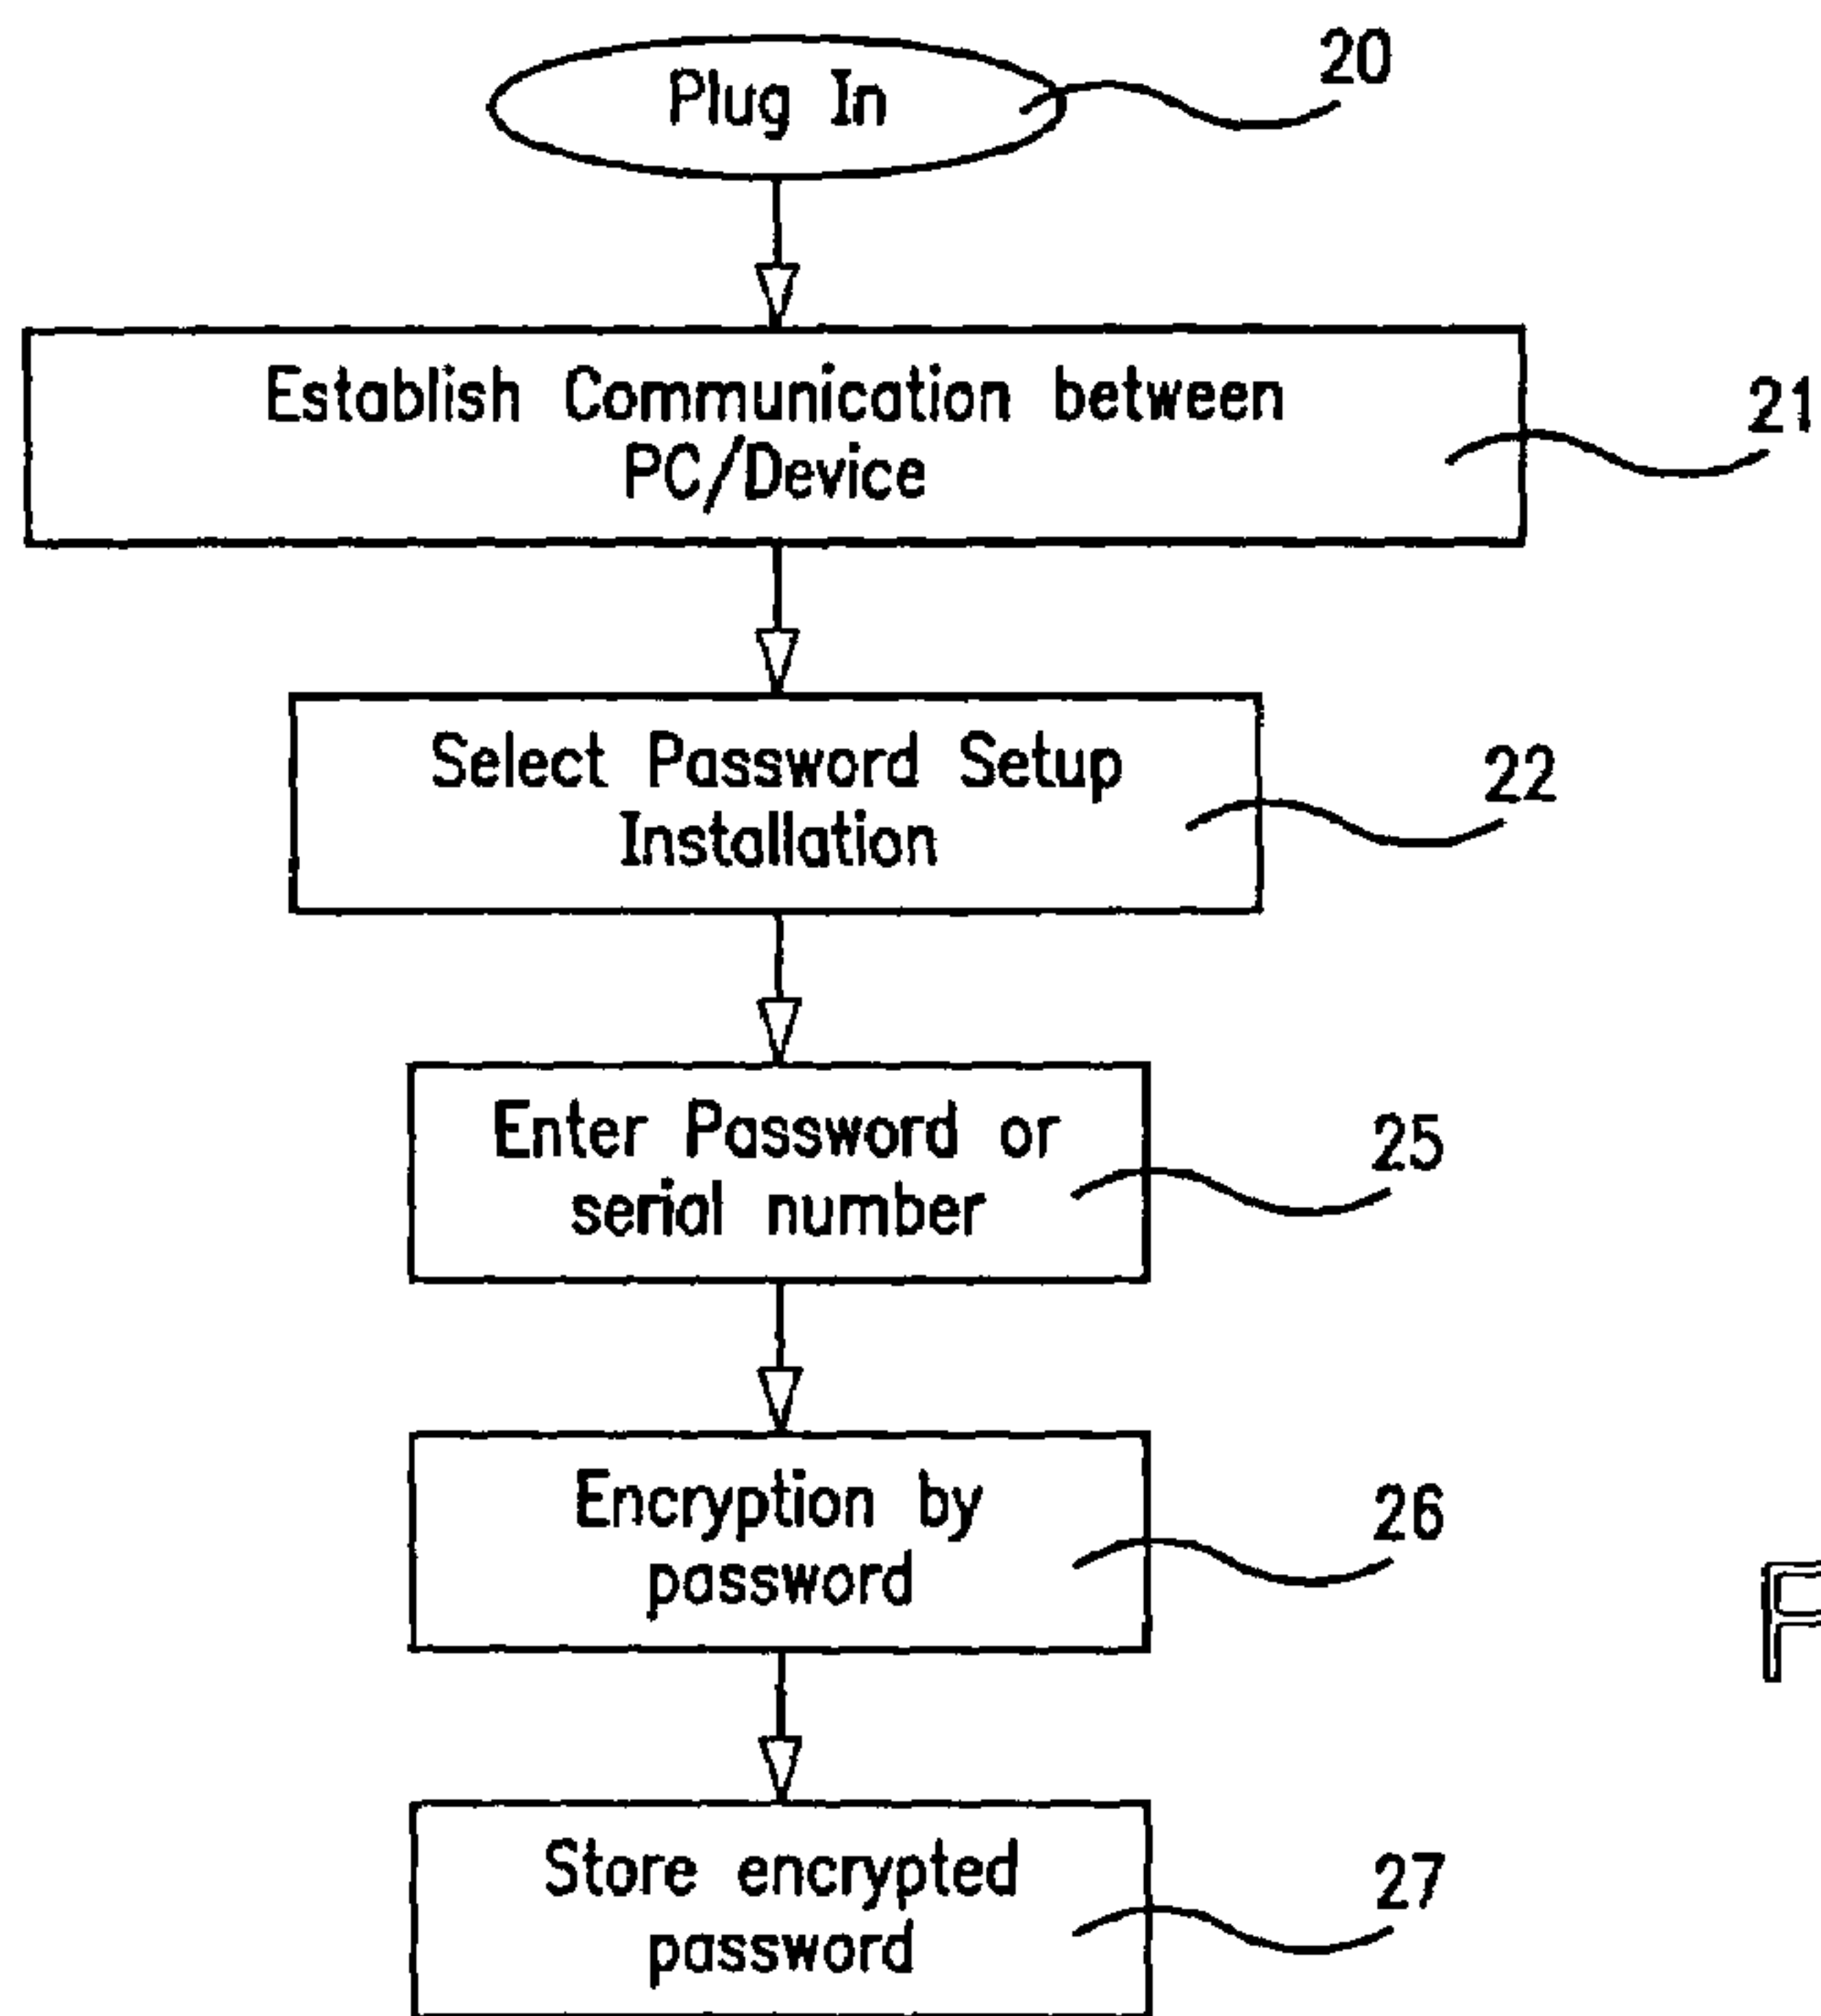 Plug In
20
Establish Communication between
PC/Device
21
Select Password Setup
Installation
22
Enter Password or
serial number
25
Encryption by
password
26
F
Store encrypted
password
27